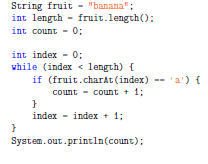 String fruit = "banana";
int length = fruit.length();
int count = 0;

int index = 0;
while (index < length) {
    if (fruit.charAt(index) == 'a') {
        count = count + 1;
    }
    index = index + 1;
}
System.out.println(count);